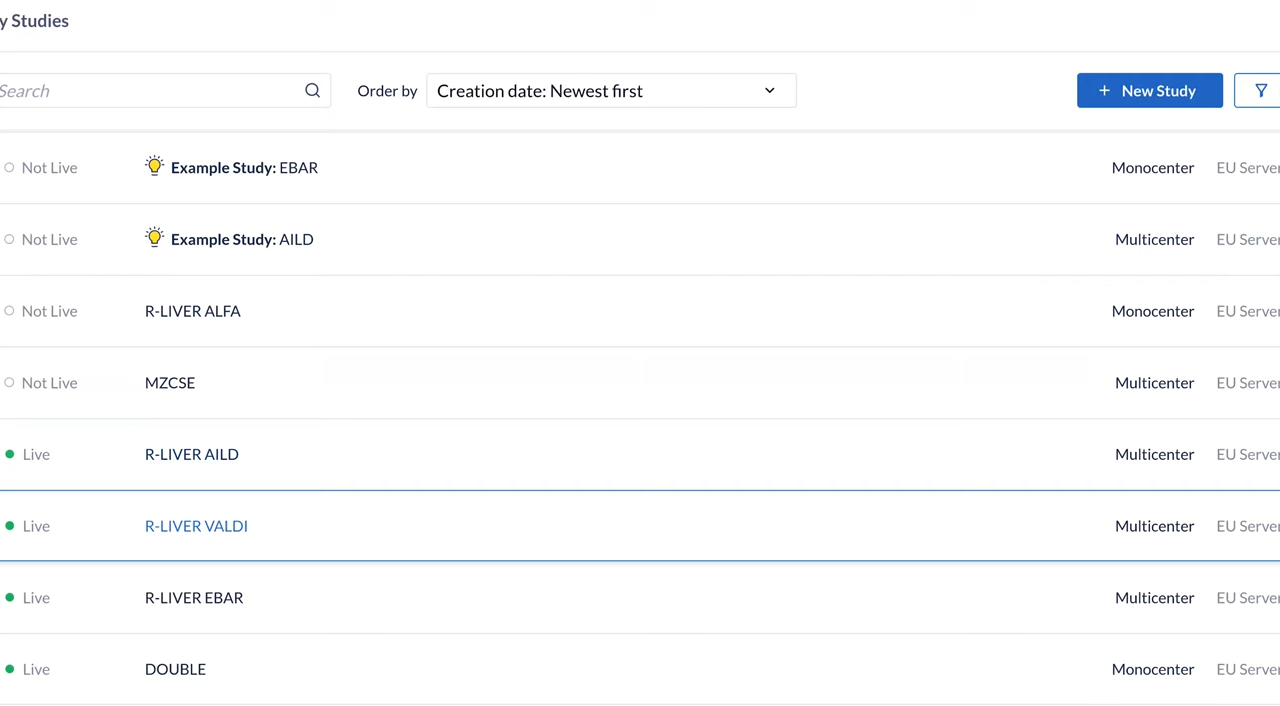 y Studies
Search Order by Creation date: Newest first + New Study
Not Live Example Study: EBAR Monocenter EU Server
Not Live Example Study: AILD Multicenter EU Server
Not Live R-LIVER ALFA Monocenter EU Server
Not Live MZCSE Multicenter EU Server
Live R-LIVER AILD Multicenter EU Server
Live R-LIVER VALDI Multicenter EU Server
Live R-LIVER EBAR Multicenter EU Server
Live DOUBLE Monocenter EU Server